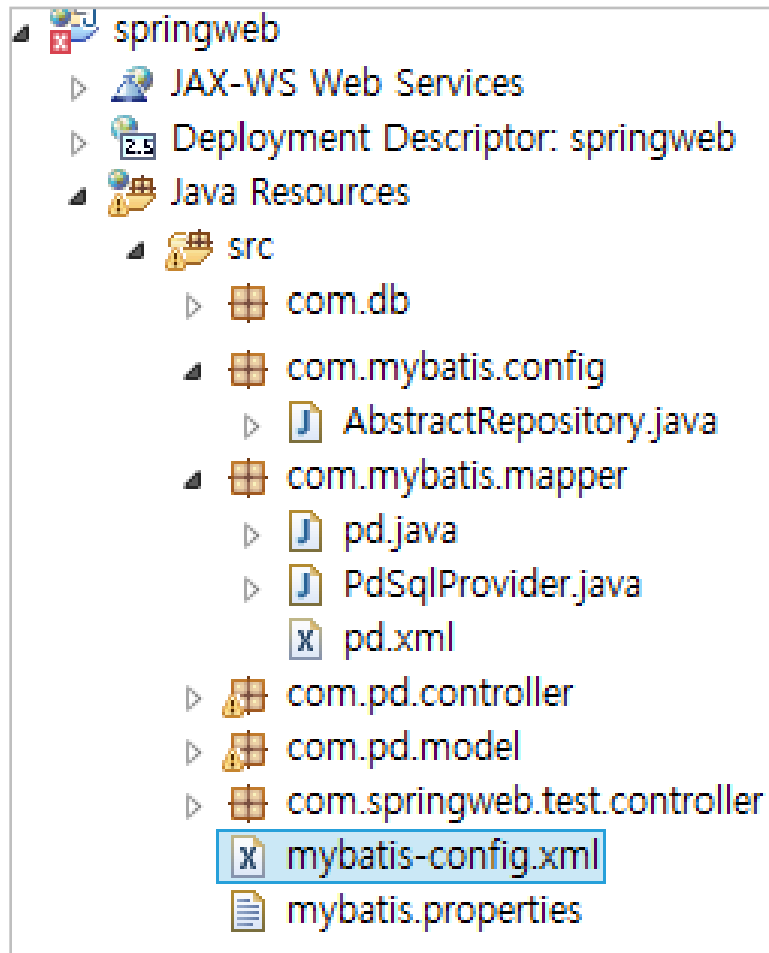 springweb
JAX-WS Web Services
2.5 Deployment Descriptor: springweb
Java Resources
src
com.db
com.mybatis.config
J AbstractRepository.java
com.mybatis.mapper
J pd.java
J PdSqlProvider.java
X pd.xml
com.pd.controller
com.pd.model
com.springweb.test.controller
X mybatis-config.xml
mybatis.properties